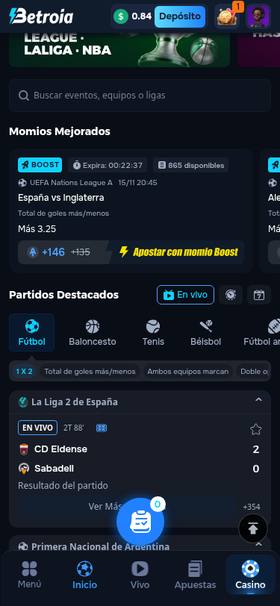 Betroia
$ 0.84 Depósito
1
LEAGUE ·
LALIGA · NBA
Buscar eventos, equipos o ligas
Momios Mejorados
BOOST Expira: 00:22:37 865 disponibles
UEFA Nations League A 15/11 20:45
España vs Inglaterra
Total de goles más/menos
Más 3.25
+146 +135 Apostar con momio Boost
Partidos Destacados En vivo 7
Fútbol Baloncesto Tenis Béisbol Fútbol
1 X 2 Total de goles más/menos Ambos equipos marcan Doble
La Liga 2 de España
EN VIVO 2T 88'
CD Eldense 2
Sabadell 0
Resultado del partido
Ver Más +354
0
Primera Nacional de Argentina
Menú Inicio Vivo Apuestas Casino